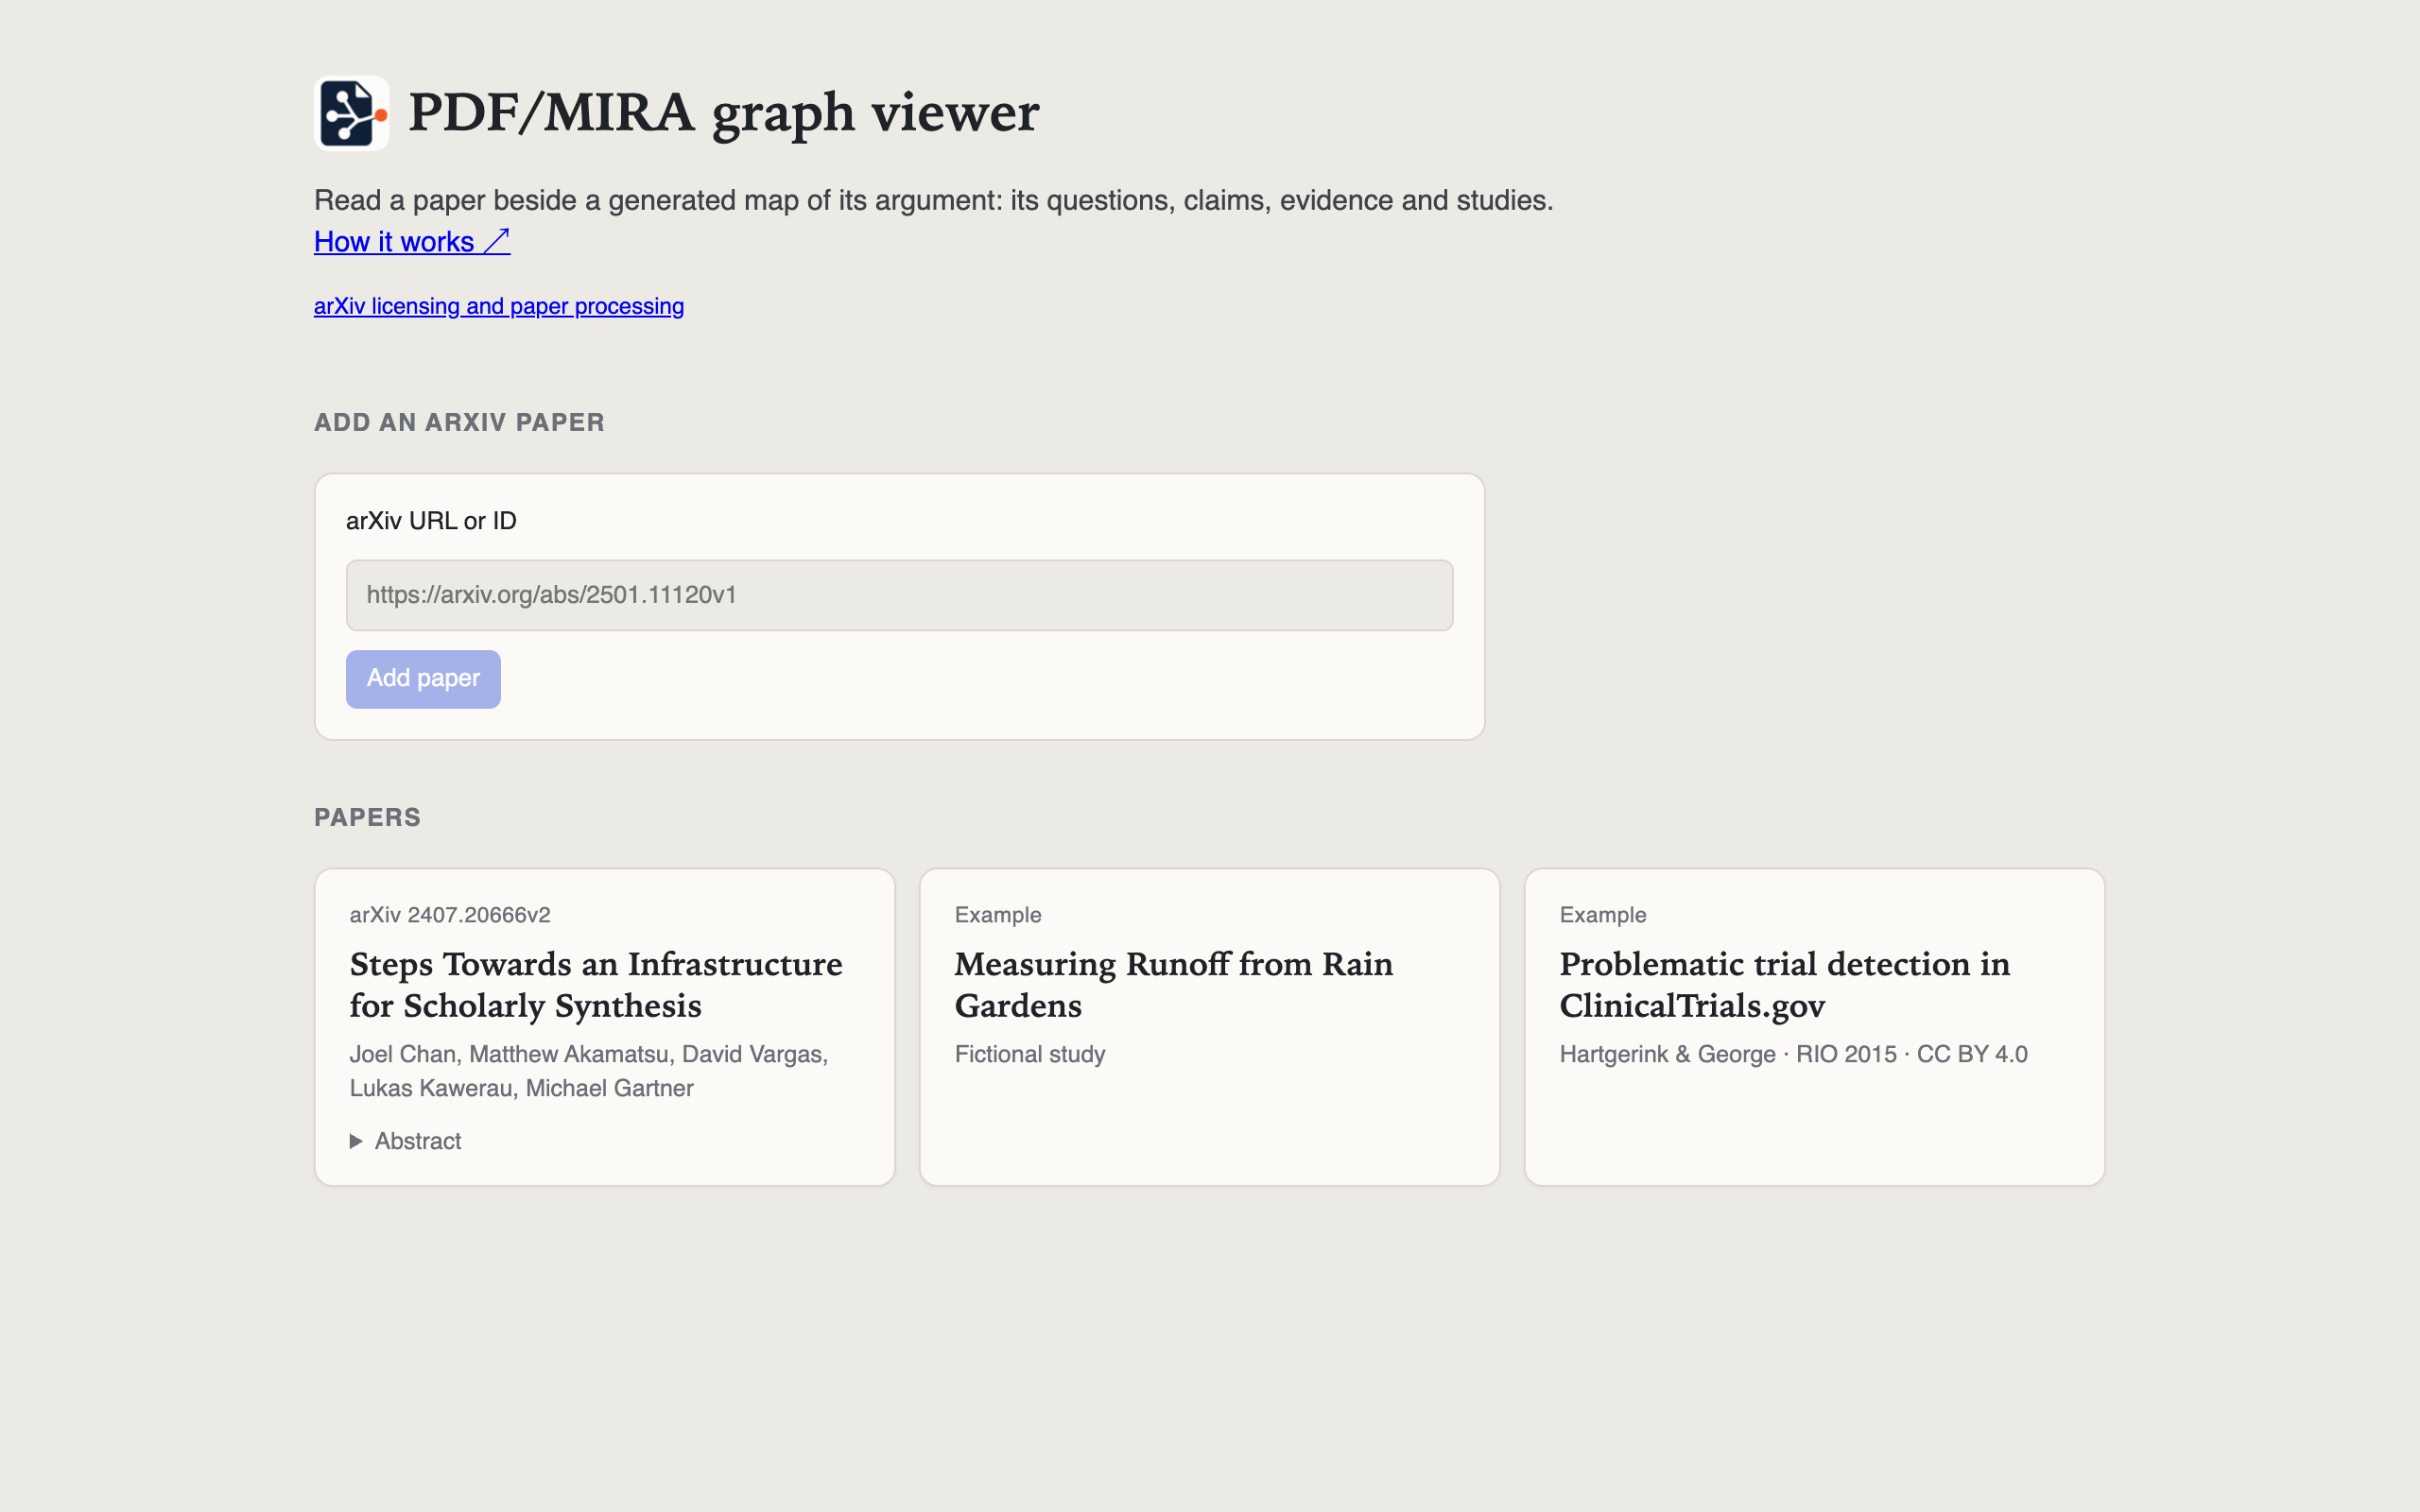 PDF/MIRA graph viewer
Read a paper beside a generated map of its argument: its questions, claims, evidence and studies.
How it works ↗
arXiv licensing and paper processing
ADD AN ARXIV PAPER
arXiv URL or ID
https://arxiv.org/abs/2501.11120v1
Add paper
PAPERS
arXiv 2407.20666v2
Steps Towards an Infrastructure
for Scholarly Synthesis
Joel Chan, Matthew Akamatsu, David Vargas,
Lukas Kawerau, Michael Gartner
▶ Abstract
Example
Measuring Runoff from Rain
Gardens
Fictional study
Example
Problematic trial detection in
ClinicalTrials.gov
Hartgerink & George · RIO 2015 · CC BY 4.0